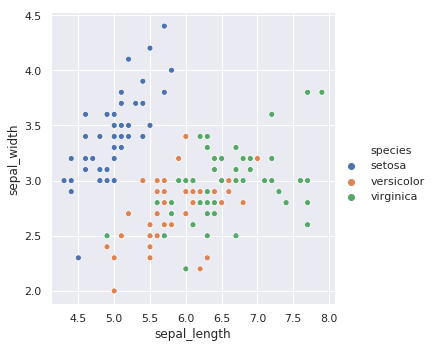 4.5
4.0
3.5
3.0
2.5
2.0
sepal_width
4.5 5.0 5.5 6.0 6.5 7.0 7.5 8.0
sepal_length
species
setosa
versicolor
virginica